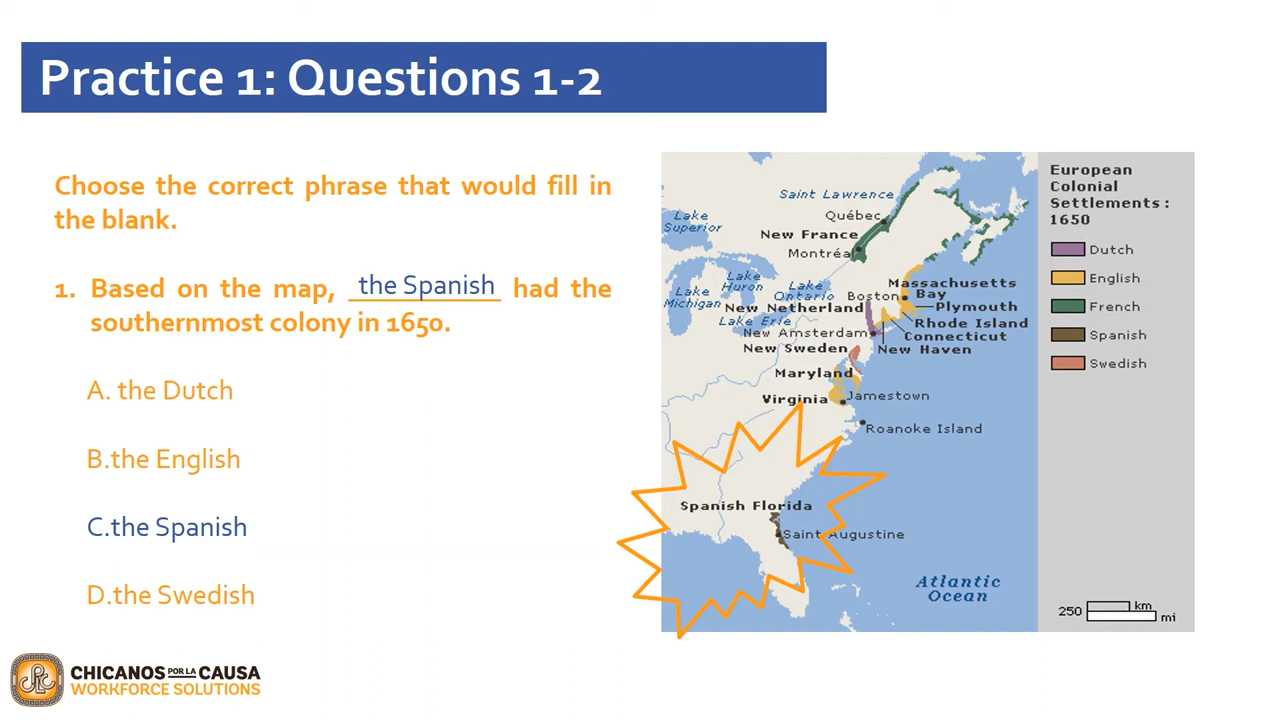 Practice 1: Questions 1-2
Choose the correct phrase that would fill in
the blank.
1. Based on the map, the Spanish had the
southernmost colony in 1650.
A. the Dutch
B.the English
C.the Spanish
D.the Swedish
CHICANOS POR LA CAUSA
WORKFORCE SOLUTIONS
Saint Lawrence
Québec
Lake
Superior
New France
Montréal
Lake
Huron
Lake
Michigan
Lake
Ontario
Massachusetts
Bay
Boston
Plymouth
New Netherland
Lake Erie
Rhode Island
New Amsterdam
Connecticut
New Sweden
New Haven
Maryland
Virginia
Jamestown
Roanoke Island
Spanish Florida
Saint Augustine
Atlantic
Ocean
European
Colonial
Settlements:
1650
Dutch
English
French
Spanish
Swedish
250 km
mi